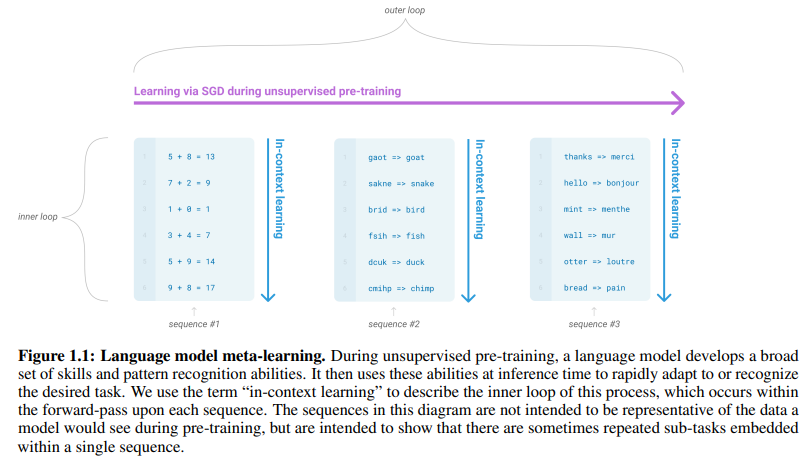 outer loop
Learning via SGD during unsupervised pre-training
inner loop
1 5 + 8 = 13
2 7 + 2 = 9
3 1 + 0 = 1
4 3 + 4 = 7
5 5 + 9 = 14
6 9 + 8 = 17
In-context learning
sequence #1
1 gaot => goat
2 sakne => snake
3 brid => bird
4 fsih => fish
5 dcuk => duck
6 cmihp => chimp
In-context learning
sequence #2
1 thanks => merci
2 hello => bonjour
3 mint => menthe
4 wall => mur
5 otter => loutre
6 bread => pain
In-context learning
sequence #3
Figure 1.1: Language model meta-learning. During unsupervised pre-training, a language model develops a broad
set of skills and pattern recognition abilities. It then uses these abilities at inference time to rapidly adapt to or recognize
the desired task. We use the term “in-context learning” to describe the inner loop of this process, which occurs within
the forward-pass upon each sequence. The sequences in this diagram are not intended to be representative of the data a
model would see during pre-training, but are intended to show that there are sometimes repeated sub-tasks embedded
within a single sequence.